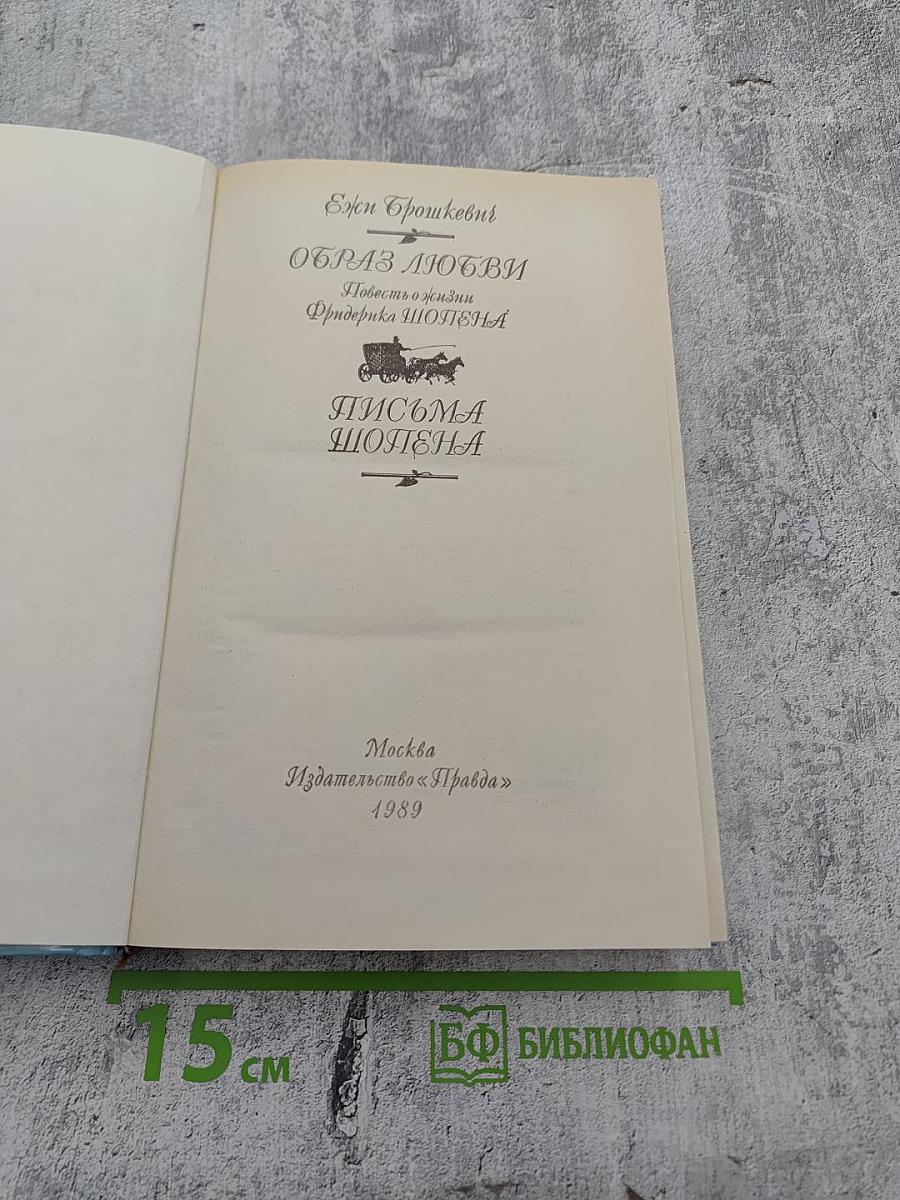 Ежи Брошкевич
ОБРАЗ ЛЮБВИ
Повесть о жизни
Фридерика ШОПЕНА
ПИСЬМА
ШОПЕНА
Москва
Издательство «Правда»
1989
15 см
БФ БИБЛИОФАН